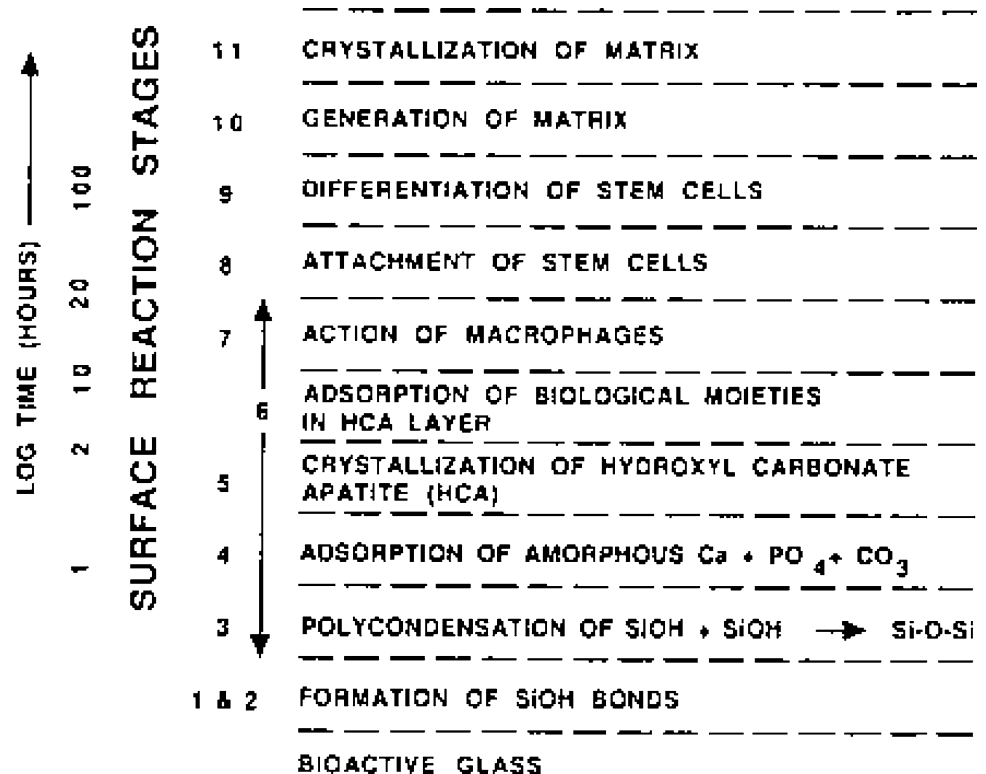 11 CRYSTALLIZATION OF MATRIX
10 GENERATION OF MATRIX
9 DIFFERENTIATION OF STEM CELLS
8 ATTACHMENT OF STEM CELLS
7 ACTION OF MACROPHAGES
6 ADSORPTION OF BIOLOGICAL MOIETIES
IN HCA LAYER
5 CRYSTALLIZATION OF HYDROXYL CARBONATE
APATITE (HCA)
4 ADSORPTION OF AMORPHOUS Ca + PO4 + CO3
3 POLYCONDENSATION OF SiOH + SiOH → Si-O-Si
1 & 2 FORMATION OF SiOH BONDS
BIOACTIVE GLASS
LOG TIME (HOURS)
1 2 10 20 100
SURFACE REACTION STAGES